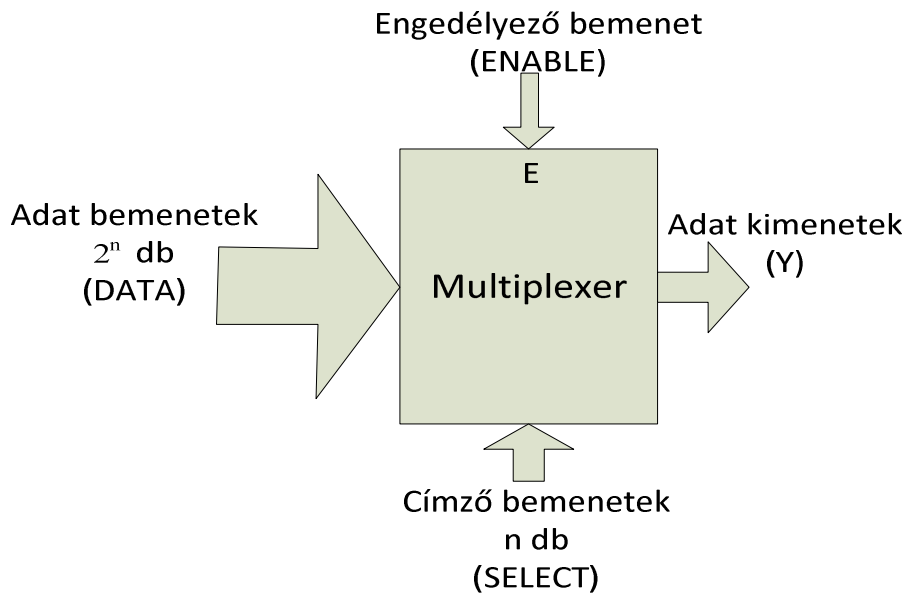 Engedélyező bemenet
(ENABLE)
E
Adat bemenetek
2ⁿ db
(DATA)
Multiplexer
Adat kimenetek
(Y)
Címző bemenetek
n db
(SELECT)